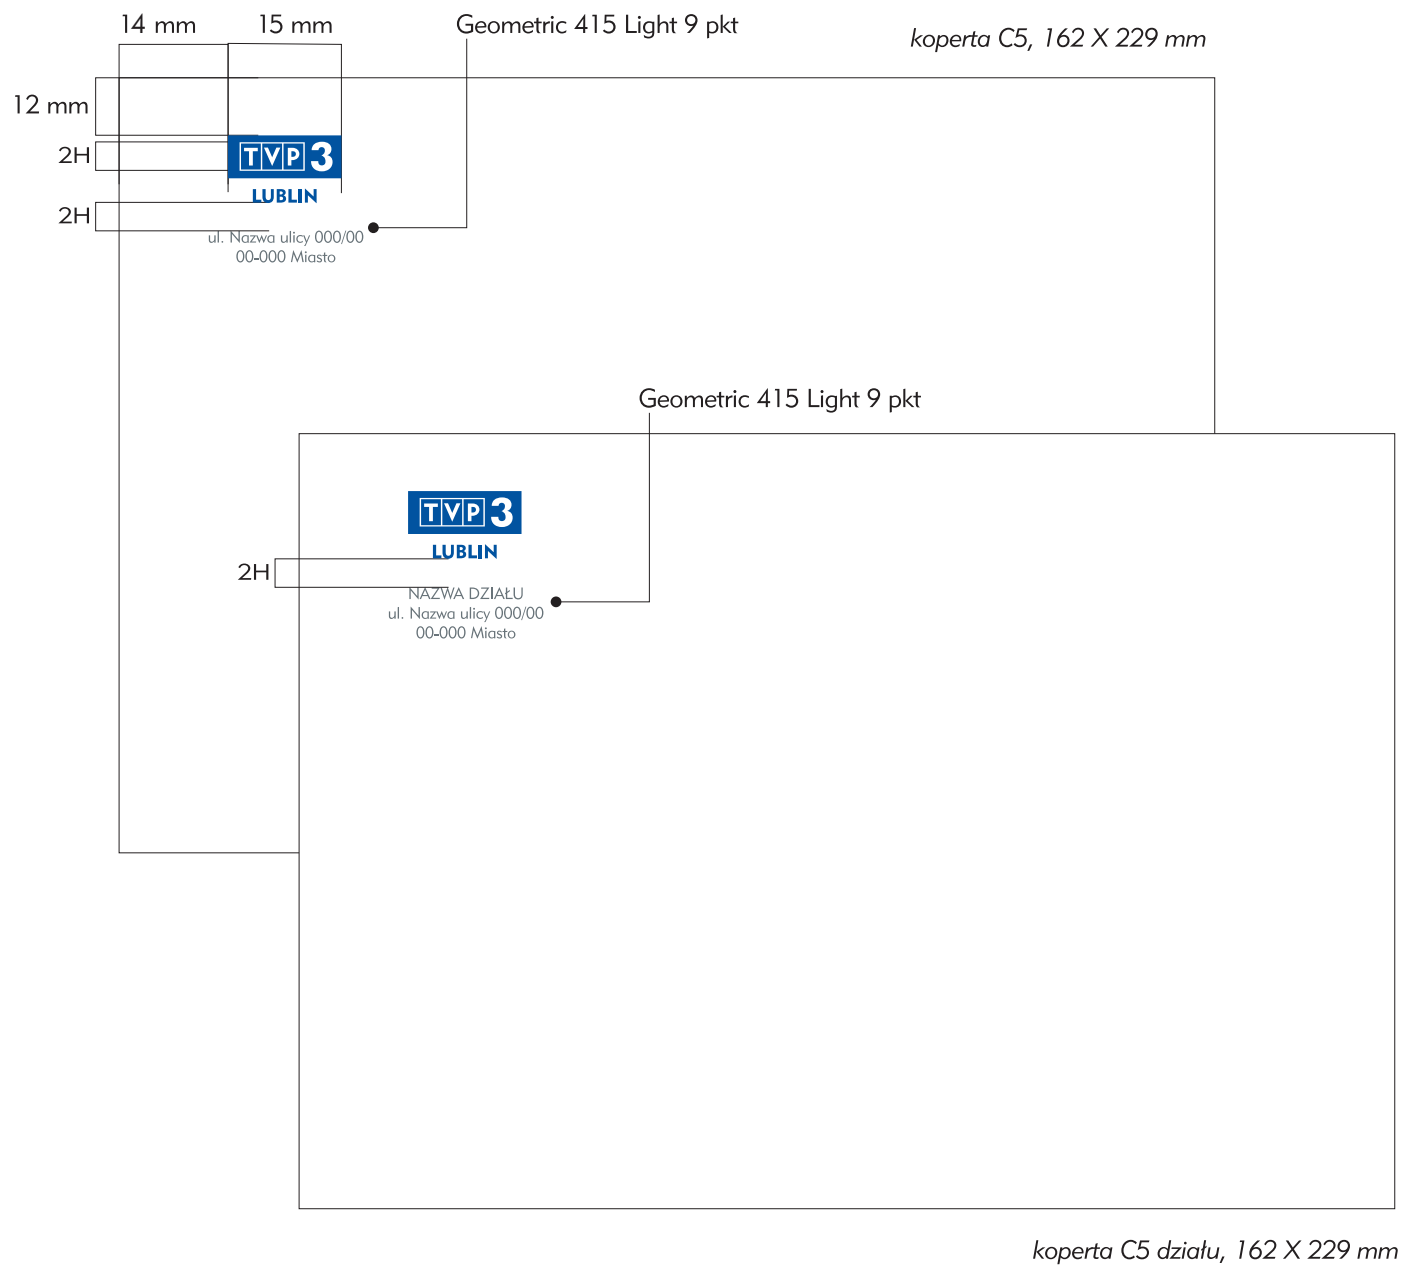 14 mm
15 mm
Geometric 415 Light 9 pkt
koperta C5, 162 X 229 mm
12 mm
2H
TVP 3
LUBLIN
2H
ul. Nazwa ulicy 000/00
00-000 Miasto
Geometric 415 Light 9 pkt
TVP 3
LUBLIN
2H
NAZWA DZIAŁU
ul. Nazwa ulicy 000/00
00-000 Miasto
koperta C5 działu, 162 X 229 mm